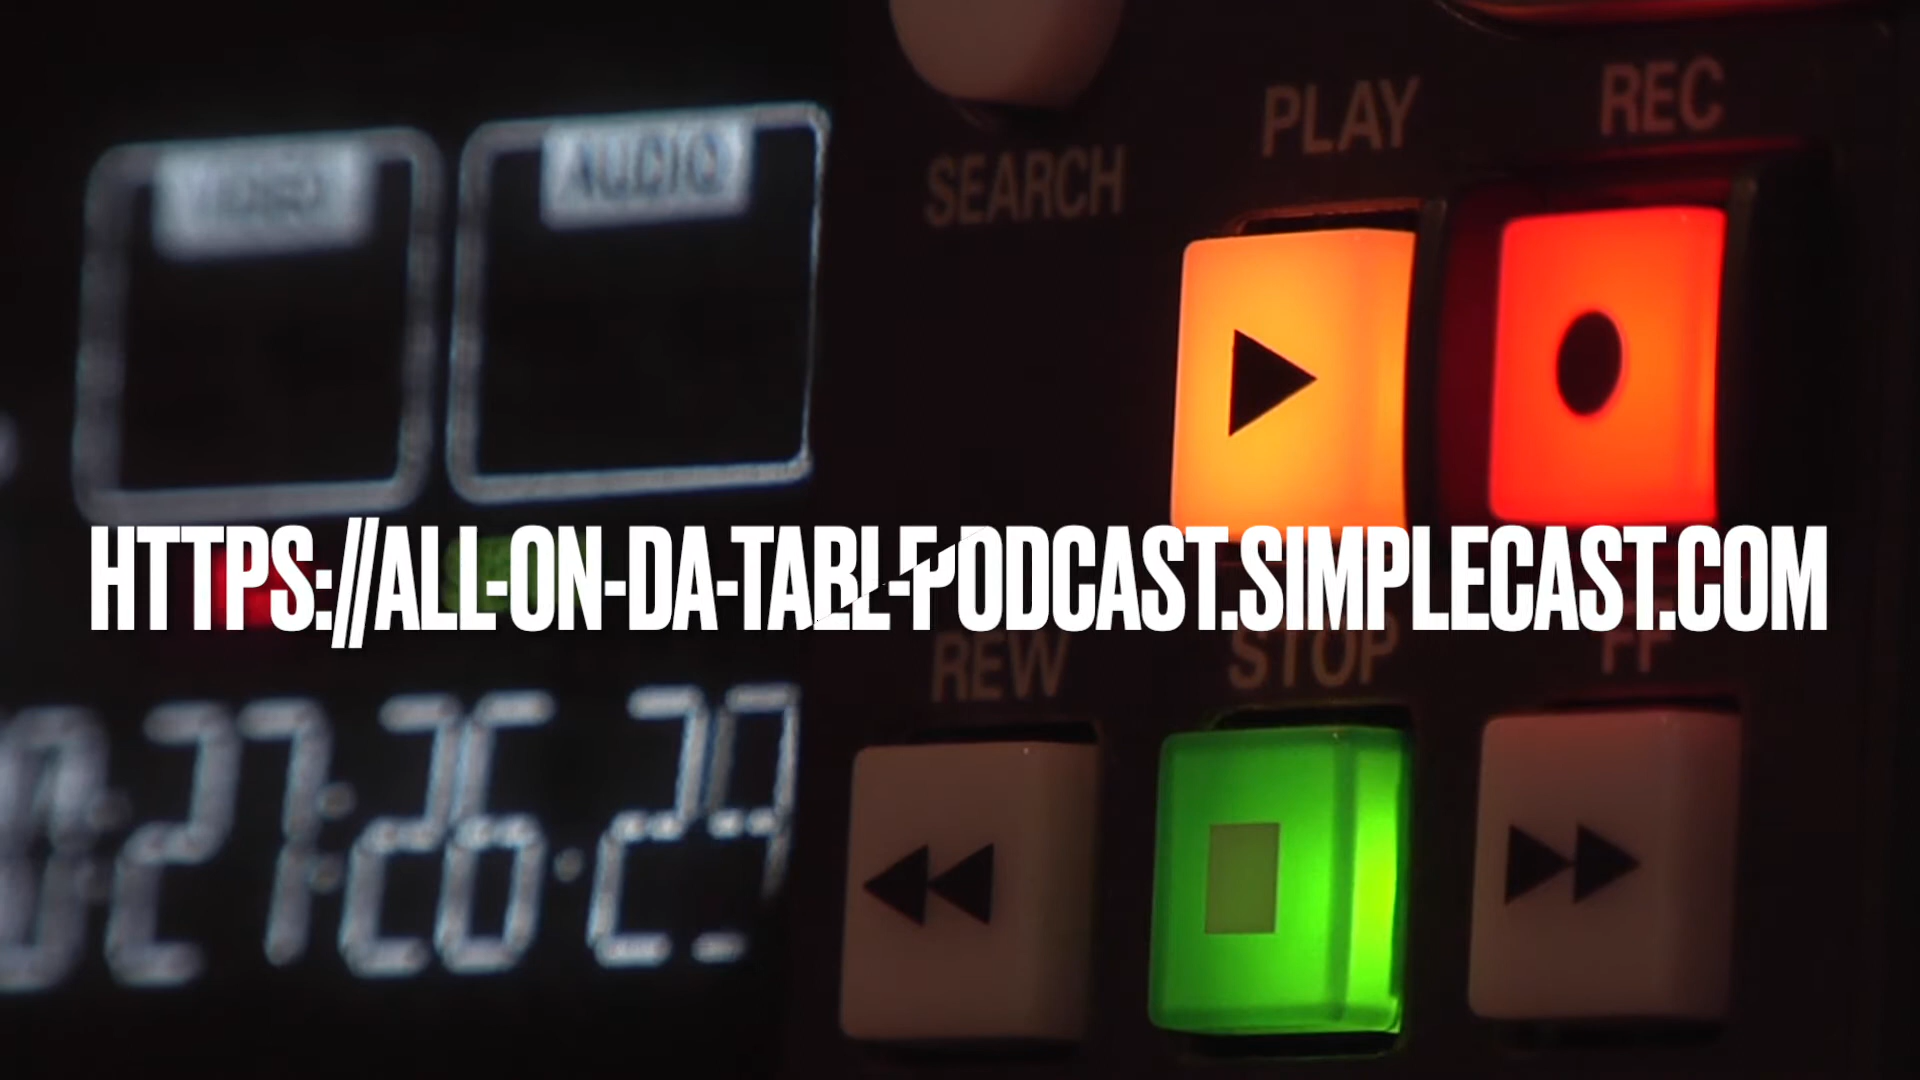 PLAY REC
AUDIO SEARCH
HTTPS://ALL-ON-DA-TABL-PODCAST.SIMPLECAST.COM
REW STOP FF